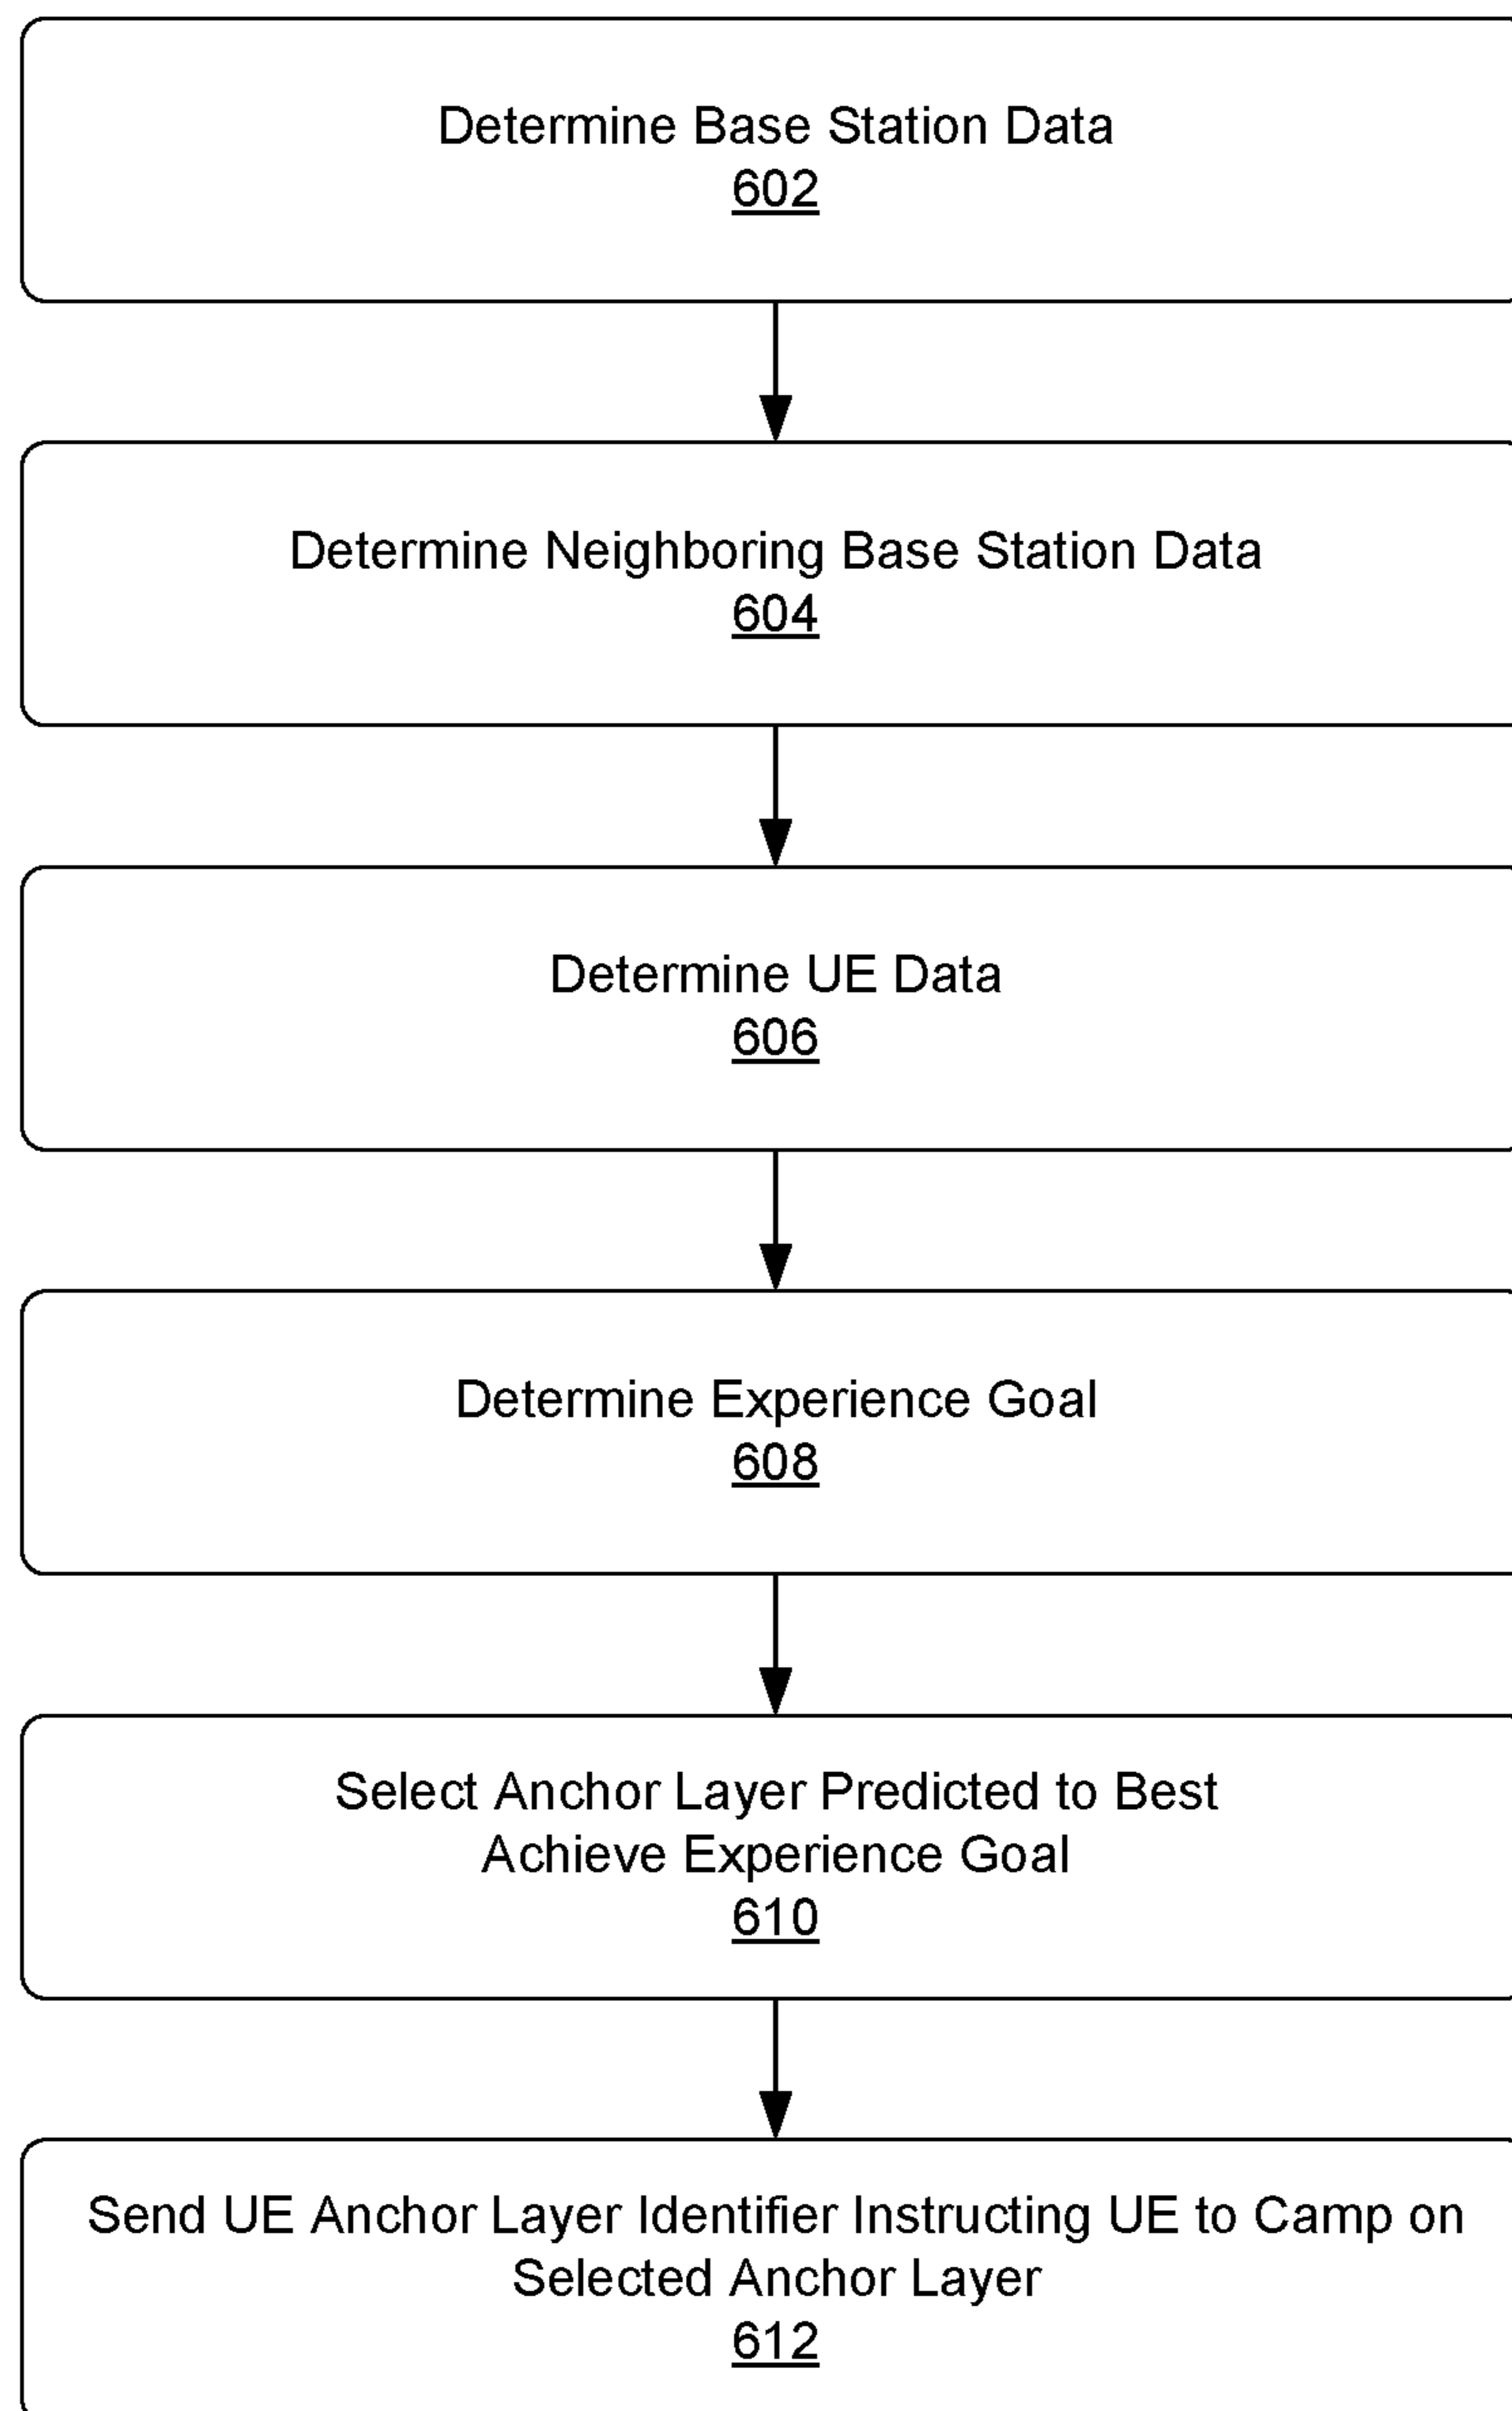 Determine Base Station Data
602
Determine Neighboring Base Station Data
604
Determine UE Data
606
Determine Experience Goal
608
Select Anchor Layer Predicted to Best
Achieve Experience Goal
610
Send UE Anchor Layer Identifier Instructing UE to Camp on
Selected Anchor Layer
612